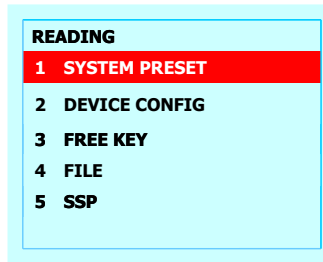 READING
1 SYSTEM PRESET
2 DEVICE CONFIG
3 FREE KEY
4 FILE
5 SSP